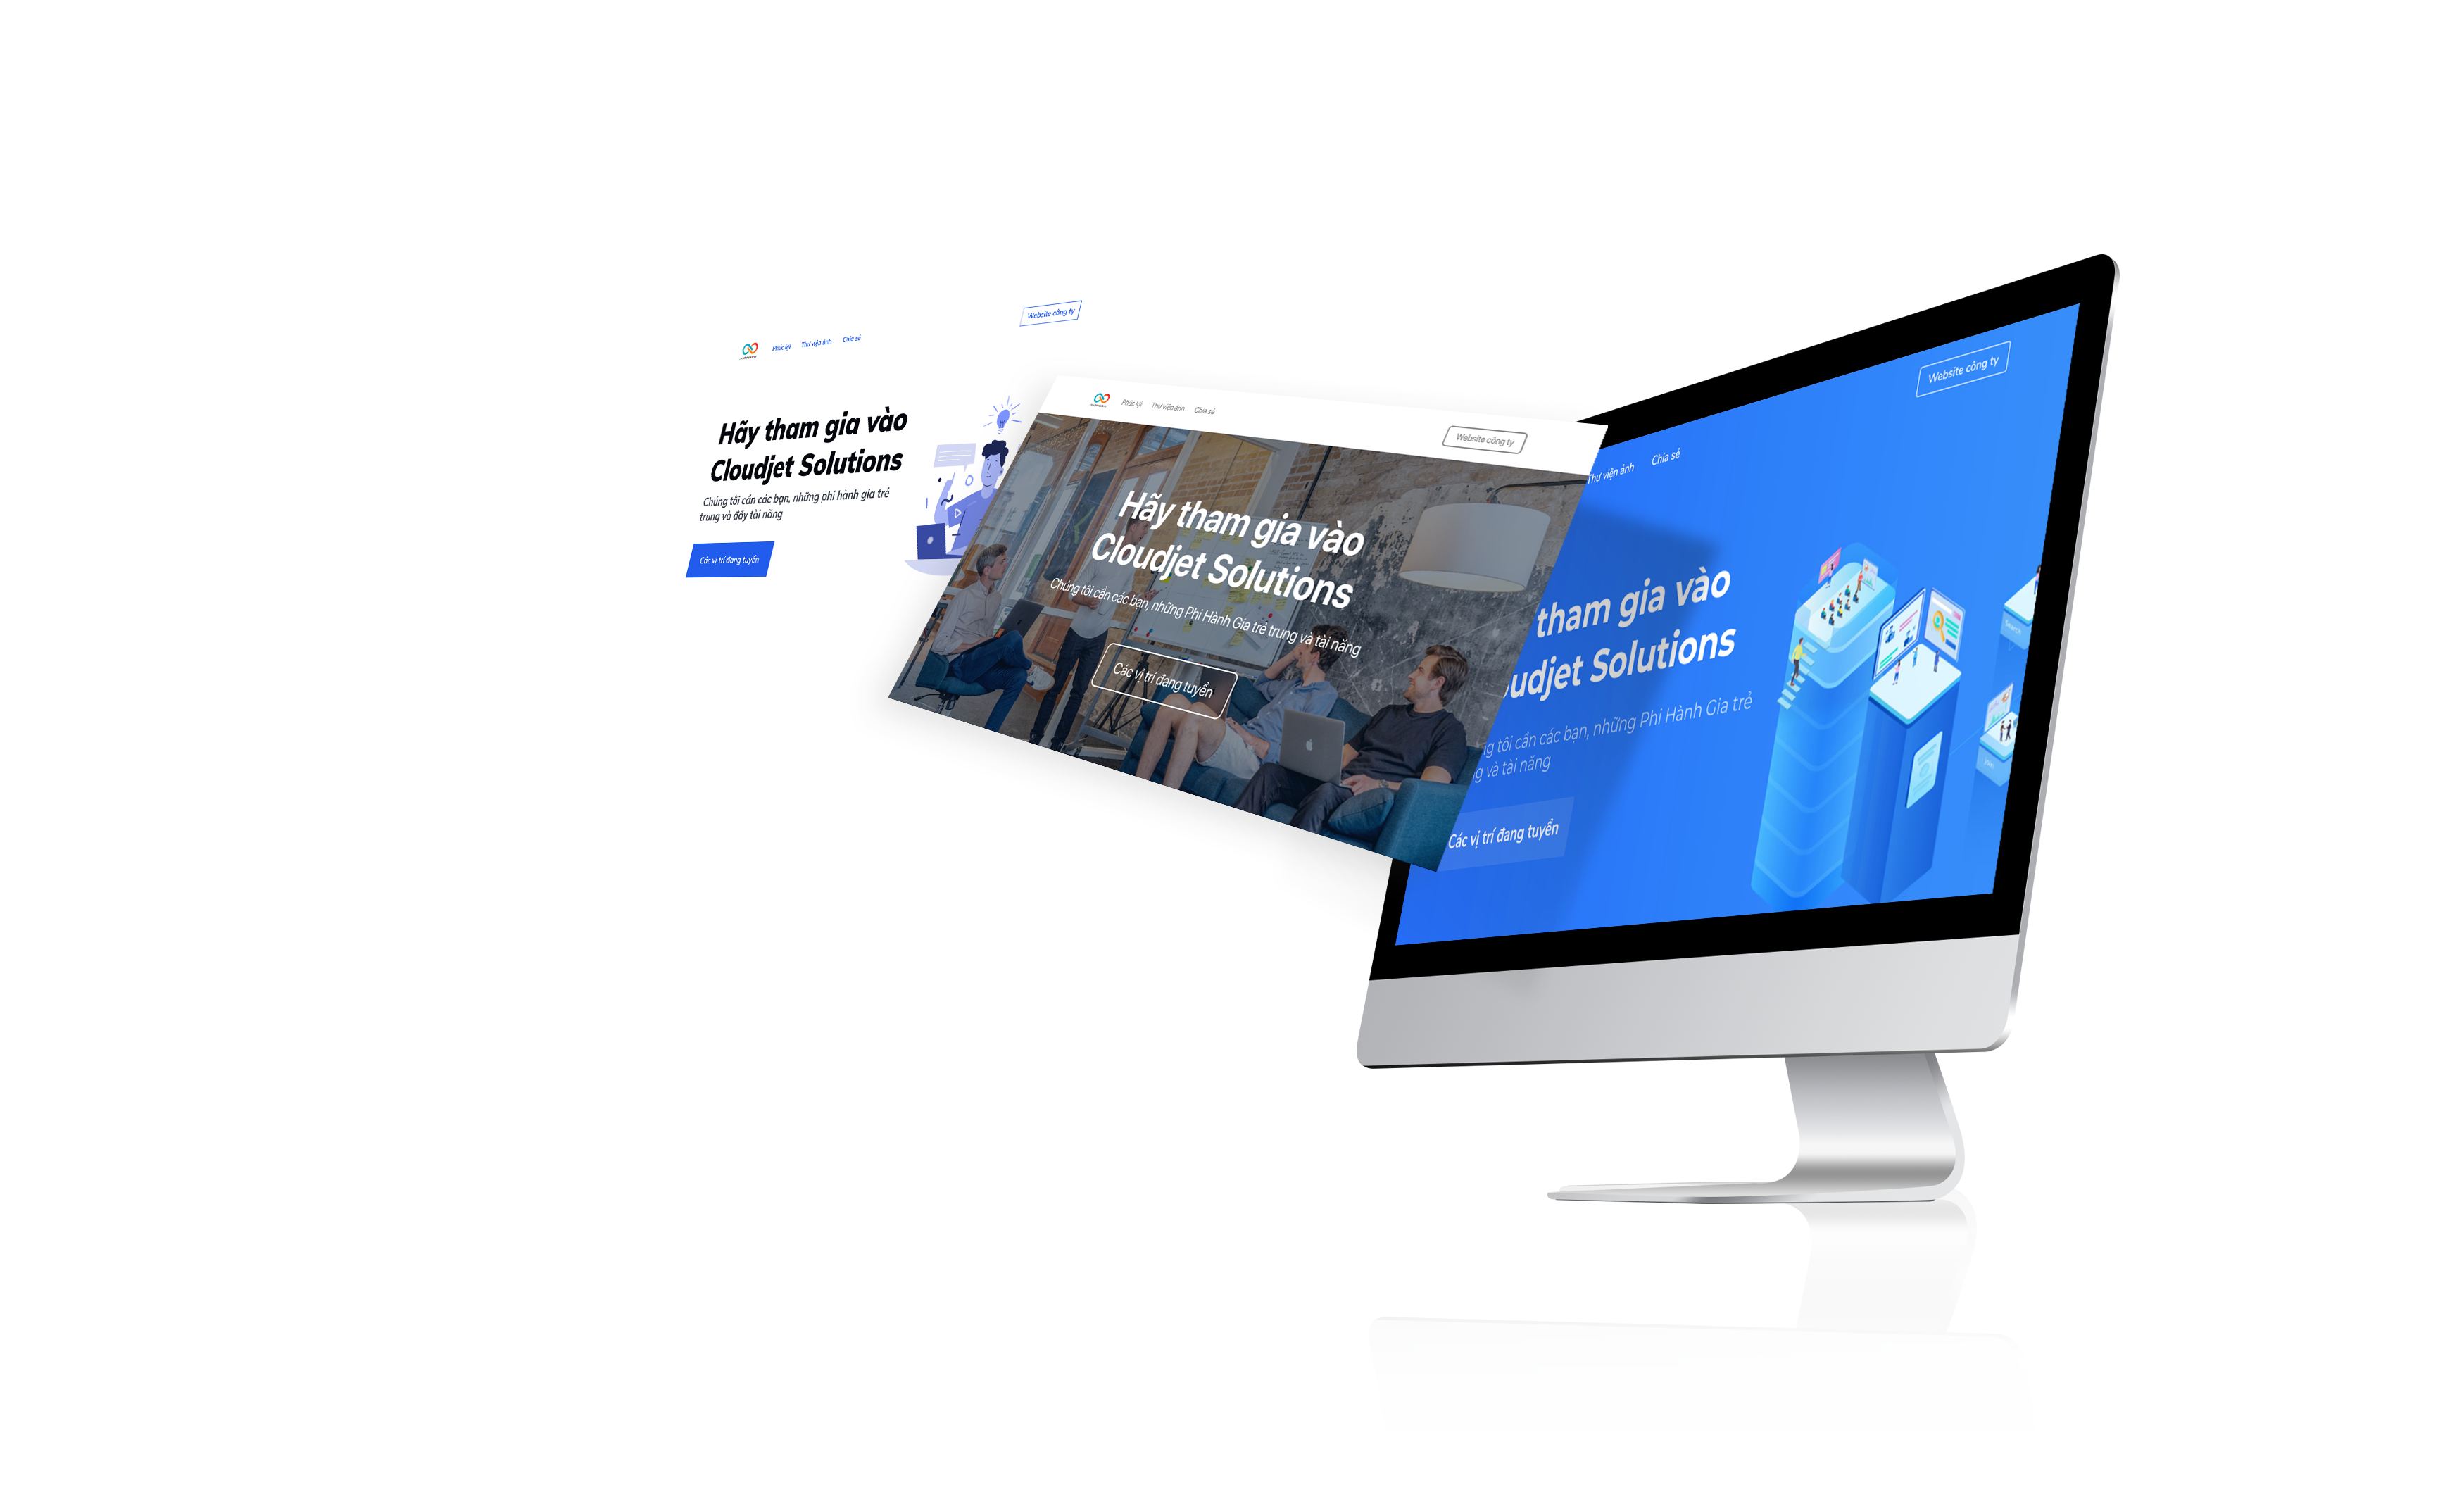 Phúc lợi Thư viện ảnh Chia sẻ
Website công ty
Hãy tham gia vào
Cloudjet Solutions
Chúng tôi cần các bạn, những phi hành gia trẻ
trung và đầy tài năng
Các vị trí đang tuyển
Phúc lợi Thư viện ảnh Chia sẻ
Website công ty
Hãy tham gia vào
Cloudjet Solutions
Chúng tôi cần các bạn, những Phi Hành Gia trẻ trung và tài năng
Các vị trí đang tuyển
Website công ty
Thư viện ảnh Chia sẻ
tham gia vào
oudjet Solutions
g tôi cần các bạn, những Phi Hành Gia trẻ
g và tài năng
Các vị trí đang tuyển
Search